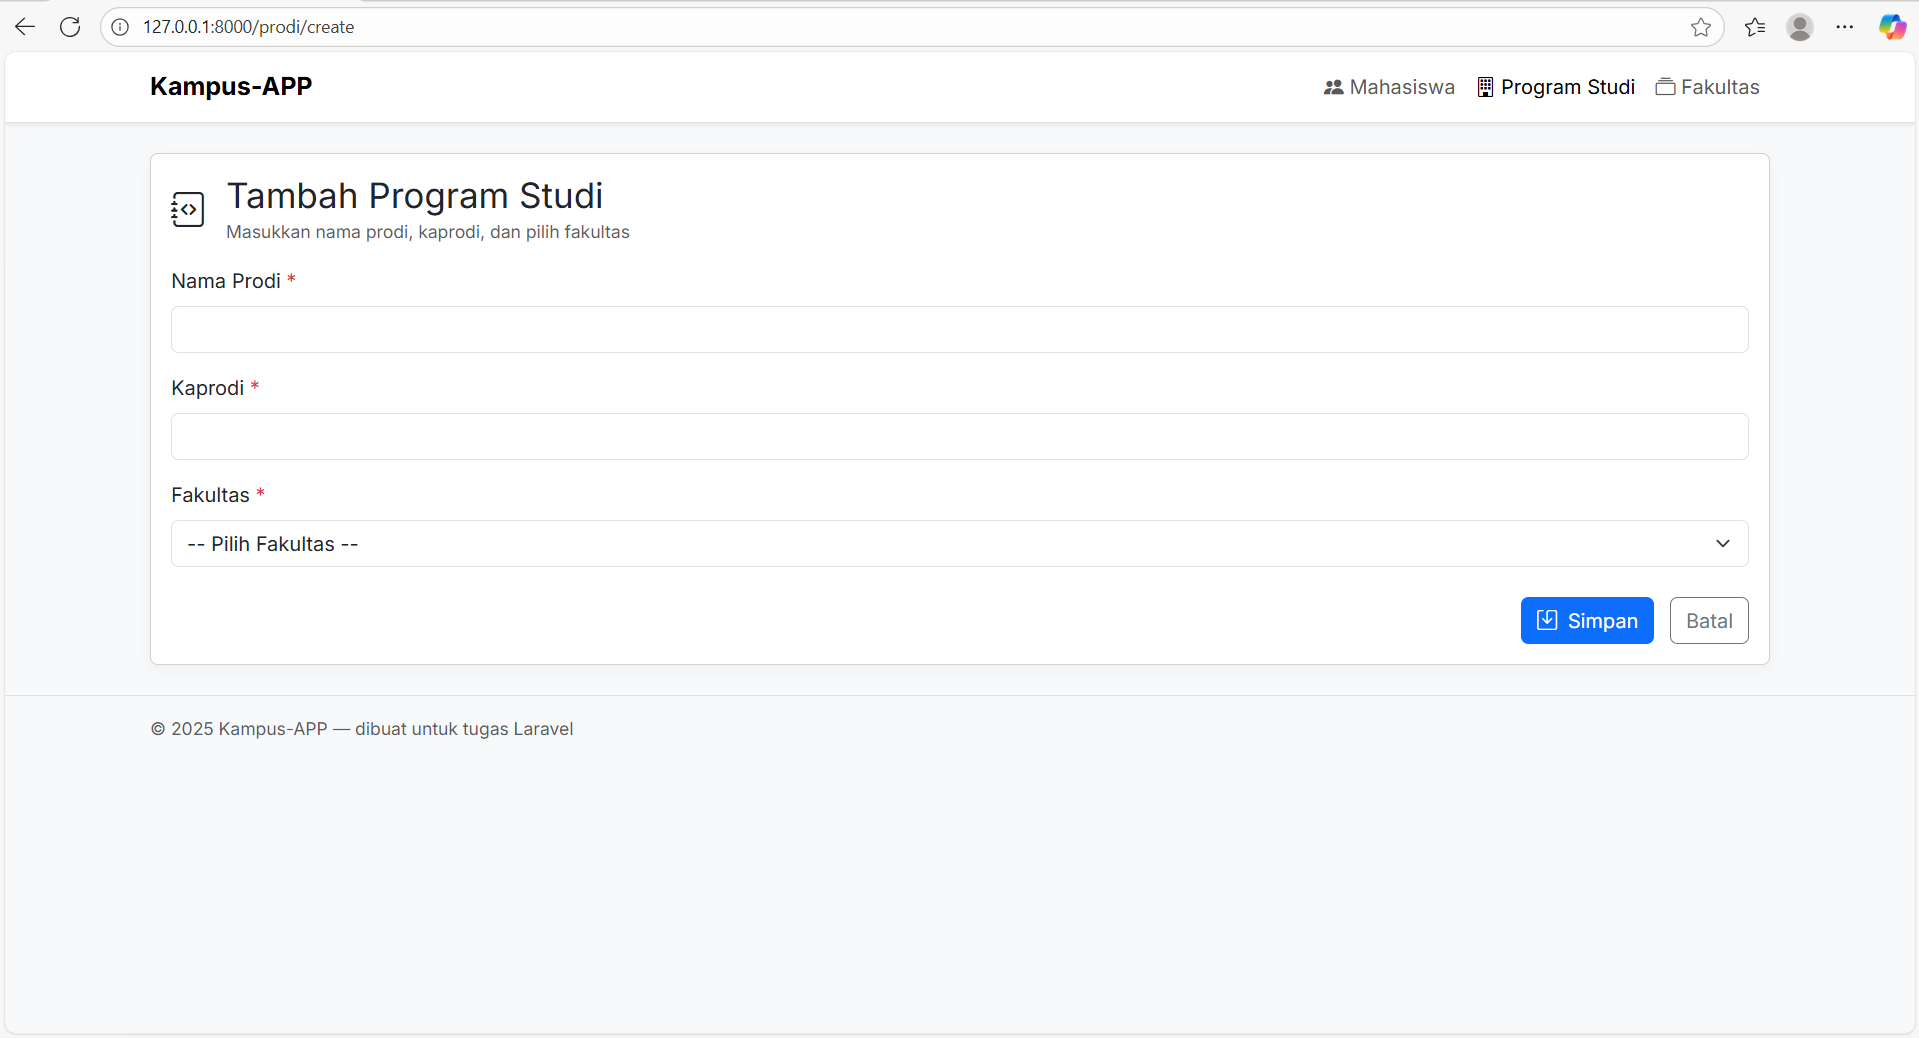 127.0.0.1:8000/prodi/create
Kampus-APP
Mahasiswa Program Studi Fakultas
Tambah Program Studi
Masukkan nama prodi, kaprodi, dan pilih fakultas
Nama Prodi *
Kaprodi *
Fakultas *
-- Pilih Fakultas --
Simpan Batal
© 2025 Kampus-APP — dibuat untuk tugas Laravel